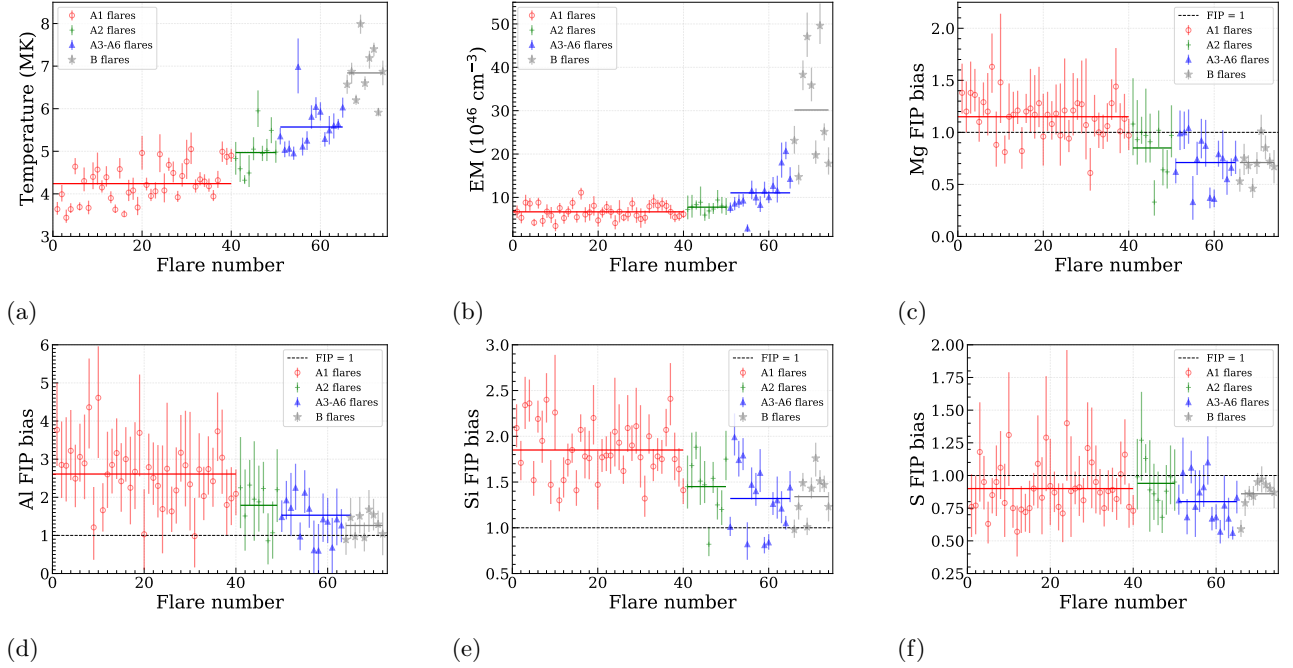 8
7
6
5
4
3
Temperature (MK)
A1 flares
A2 flares
A3-A6 flares
B flares
0 20 40 60
Flare number
(a)
50
40
30
20
10
EM (10⁴⁶ cm⁻³)
A1 flares
A2 flares
A3-A6 flares
B flares
0 20 40 60
Flare number
(b)
2.0
1.5
1.0
0.5
0.0
Mg FIP bias
FIP = 1
A1 flares
A2 flares
A3-A6 flares
B flares
0 20 40 60
Flare number
(c)
6
5
4
3
2
1
0
Al FIP bias
FIP = 1
A1 flares
A2 flares
A3-A6 flares
B flares
0 20 40 60
Flare number
(d)
3.0
2.5
2.0
1.5
1.0
0.5
Si FIP bias
FIP = 1
A1 flares
A2 flares
A3-A6 flares
B flares
0 20 40 60
Flare number
(e)
2.00
1.75
1.50
1.25
1.00
0.75
0.50
0.25
S FIP bias
FIP = 1
A1 flares
A2 flares
A3-A6 flares
B flares
0 20 40 60
Flare number
(f)